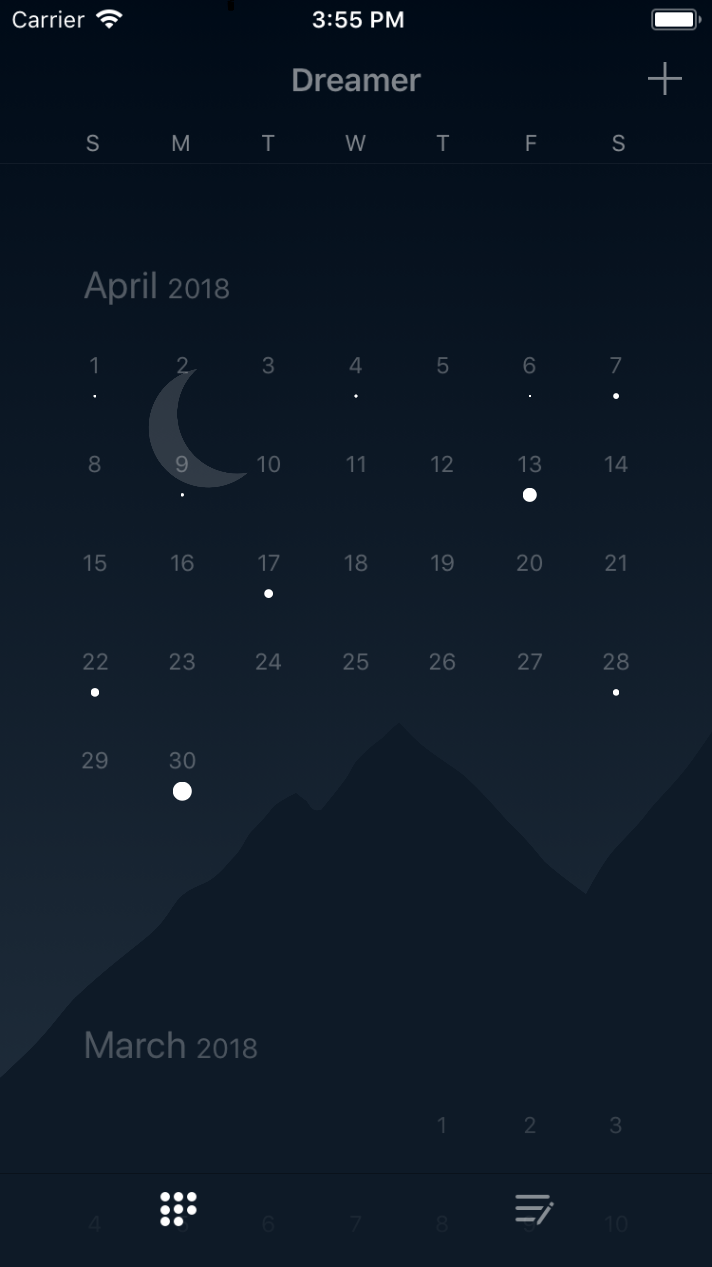 Carrier 3:55 PM
Dreamer
S M T W T F S
April 2018
1 2 3 4 5 6 7
8 9 10 11 12 13 14
15 16 17 18 19 20 21
22 23 24 25 26 27 28
29 30
March 2018
1 2 3
4 6 7 8 9 10